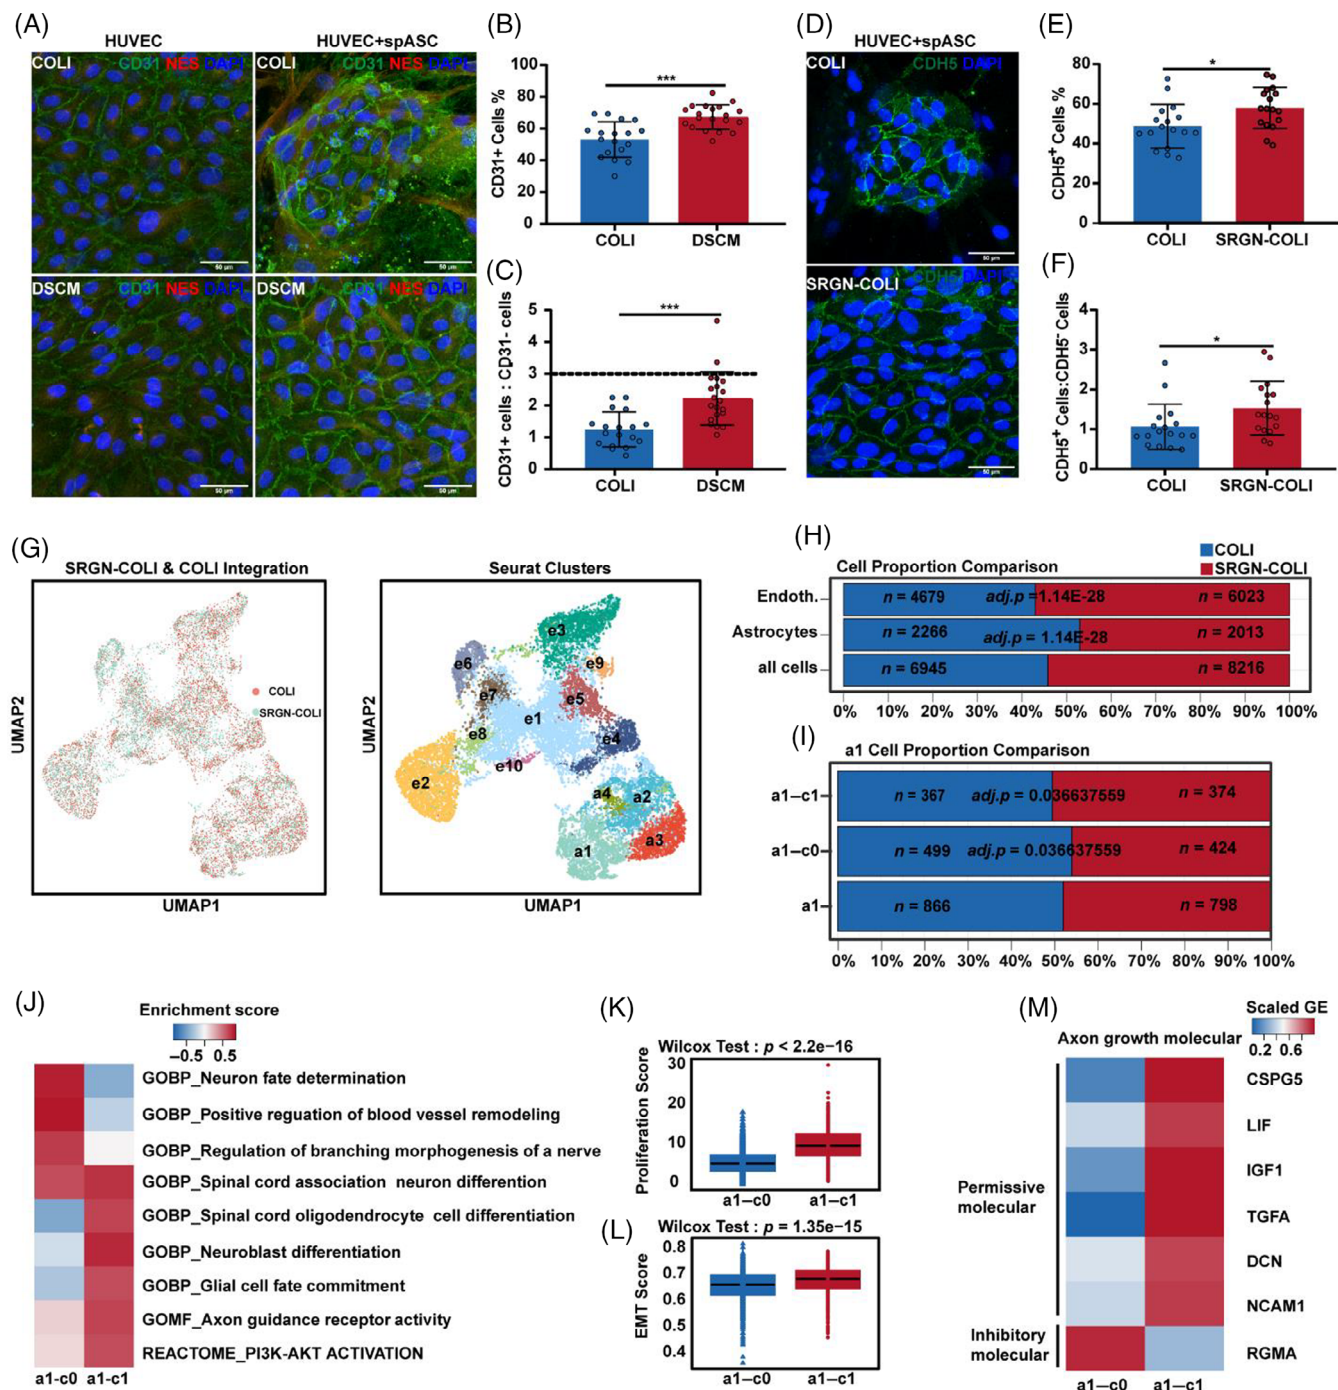 (A)
HUVEC
HUVEC+spASC
COLI
CD31 NES DAPI
COLI
CD31 NES DAPI
50 μm
50 μm
DSCM
CD31 NES DAPI
DSCM
CD31 NES DAPI
50 μm
50 μm
(B)
***
CD31+ Cells %
100
80
60
40
20
0
COLI
DSCM
(C)
***
CD31+ cells : CD31- cells
5
4
3
2
1
0
COLI
DSCM
(D)
HUVEC+spASC
COLI
CDH5 DAPI
50 μm
SRGN-COLI
CDH5 DAPI
50 μm
(E)
*
CDH5+ Cells %
80
60
40
20
0
COLI
SRGN-COLI
(F)
*
CDH5+ Cells:CDH5- Cells
4
3
2
1
0
COLI
SRGN-COLI
(G)
SRGN-COLI & COLI Integration
COLI
SRGN-COLI
UMAP2
UMAP1
Seurat Clusters
e3
e6
e9
e7
e5
e1
e8
e4
e10
e2
a4
a2
a1
a3
UMAP2
UMAP1
(H)
COLI
SRGN-COLI
Cell Proportion Comparison
Endoth.
n = 4679
adj.p =1.14E-28
n = 6023
Astrocytes
n = 2266
adj.p = 1.14E-28
n = 2013
all cells
n = 6945
n = 8216
0% 10% 20% 30% 40% 50% 60% 70% 80% 90% 100%
(I)
a1 Cell Proportion Comparison
a1–c1
n = 367
adj.p = 0.036637559
n = 374
a1–c0
n = 499
adj.p = 0.036637559
n = 424
a1
n = 866
n = 798
0% 10% 20% 30% 40% 50% 60% 70% 80% 90% 100%
(J)
Enrichment score
−0.5 0.5
GOBP_Neuron fate determination
GOBP_Positive reguation of blood vessel remodeling
GOBP_Regulation of branching morphogenesis of a nerve
GOBP_Spinal cord association neuron differention
GOBP_Spinal cord oligodendrocyte cell differentiation
GOBP_Neuroblast differentiation
GOBP_Glial cell fate commitment
GOMF_Axon guidance receptor activity
REACTOME_PI3K-AKT ACTIVATION
a1-c0 a1-c1
(K)
Wilcox Test : p < 2.2e−16
Proliferation Score
30
20
10
0
a1–c0
a1–c1
(L)
Wilcox Test : p = 1.35e−15
EMT Score
0.8
0.7
0.6
0.5
0.4
a1–c0
a1–c1
(M)
Scaled GE
0.2 0.6
Axon growth molecular
Permissive molecular
CSPG5
LIF
IGF1
TGFA
DCN
NCAM1
Inhibitory molecular
RGMA
a1–c0 a1–c1